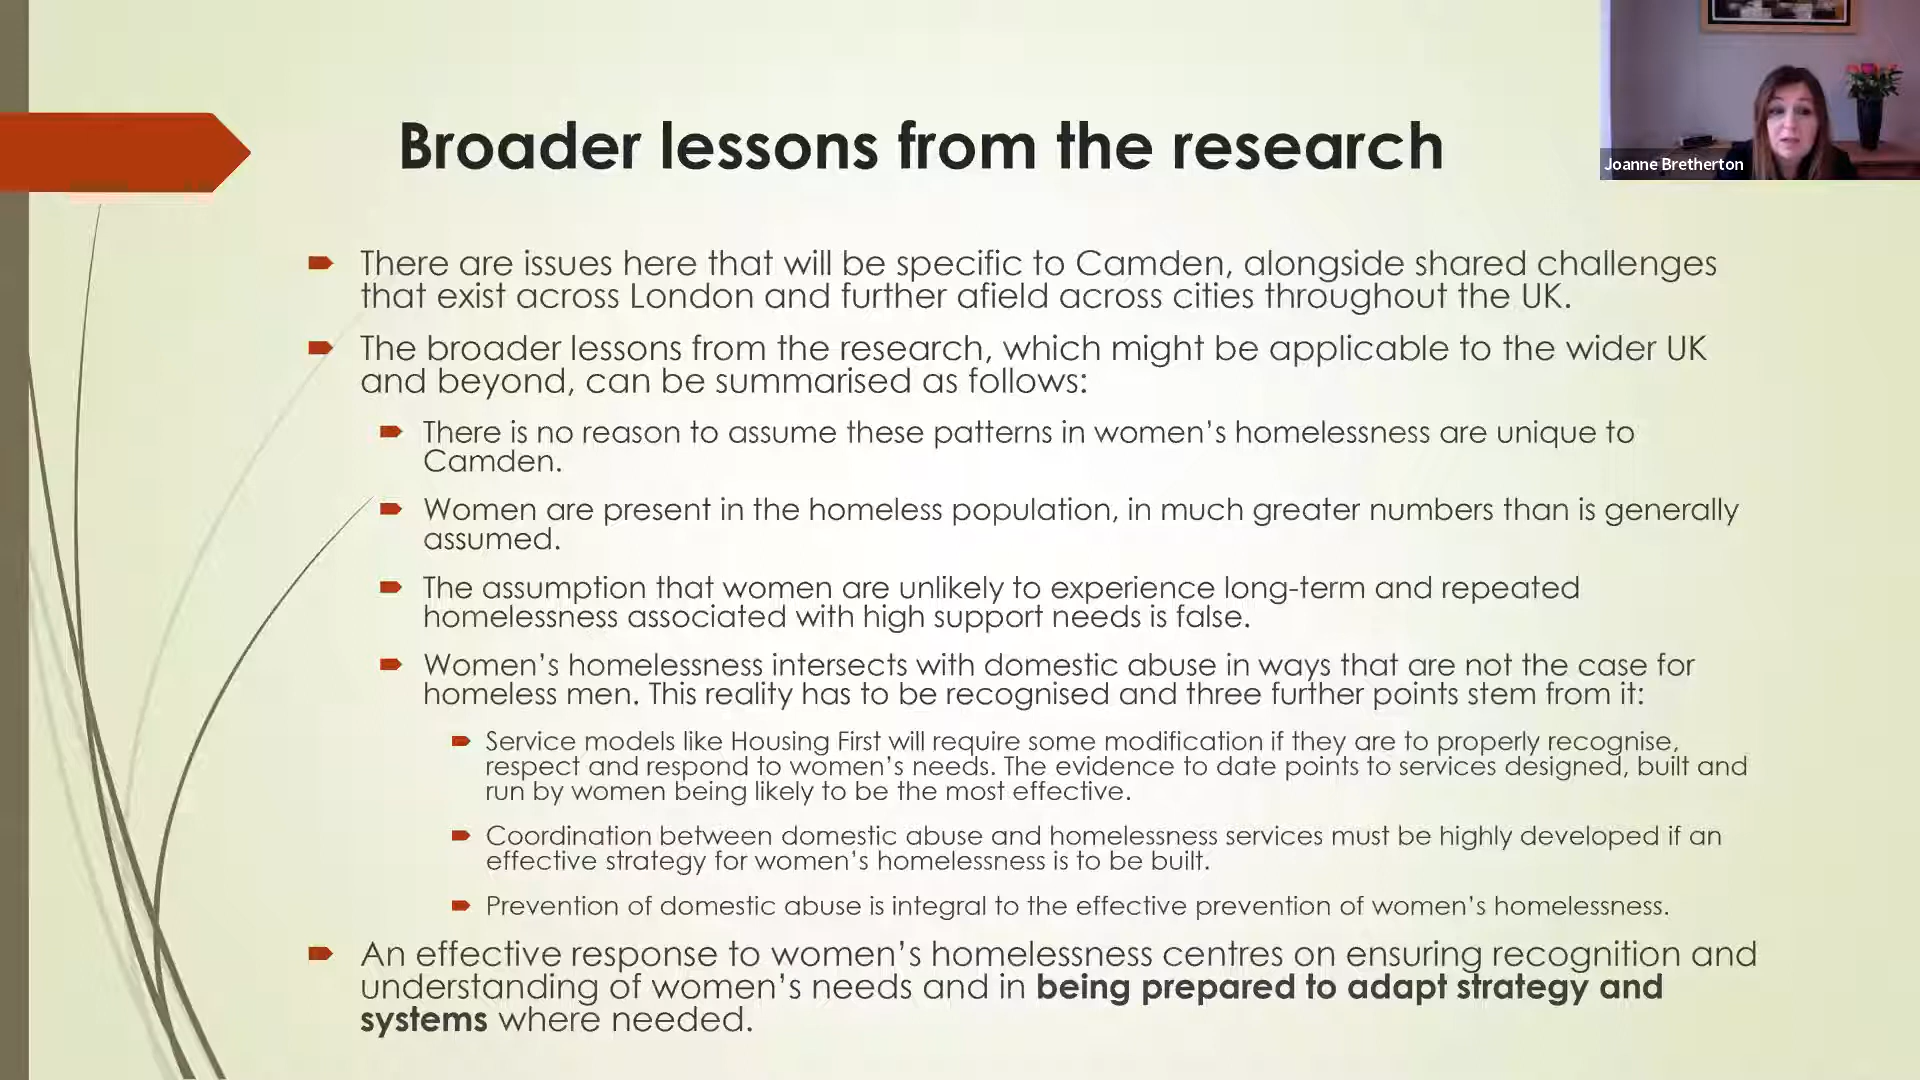 Broader lessons from the research
Joanne Bretherton
There are issues here that will be specific to Camden, alongside shared challenges
that exist across London and further afield across cities throughout the UK.
The broader lessons from the research, which might be applicable to the wider UK
and beyond, can be summarised as follows:
There is no reason to assume these patterns in women’s homelessness are unique to
Camden.
Women are present in the homeless population, in much greater numbers than is generally
assumed.
The assumption that women are unlikely to experience long-term and repeated
homelessness associated with high support needs is false.
Women’s homelessness intersects with domestic abuse in ways that are not the case for
homeless men. This reality has to be recognised and three further points stem from it:
Service models like Housing First will require some modification if they are to properly recognise,
respect and respond to women’s needs. The evidence to date points to services designed, built and
run by women being likely to be the most effective.
Coordination between domestic abuse and homelessness services must be highly developed if an
effective strategy for women’s homelessness is to be built.
Prevention of domestic abuse is integral to the effective prevention of women’s homelessness.
An effective response to women’s homelessness centres on ensuring recognition and
understanding of women’s needs and in being prepared to adapt strategy and
systems where needed.